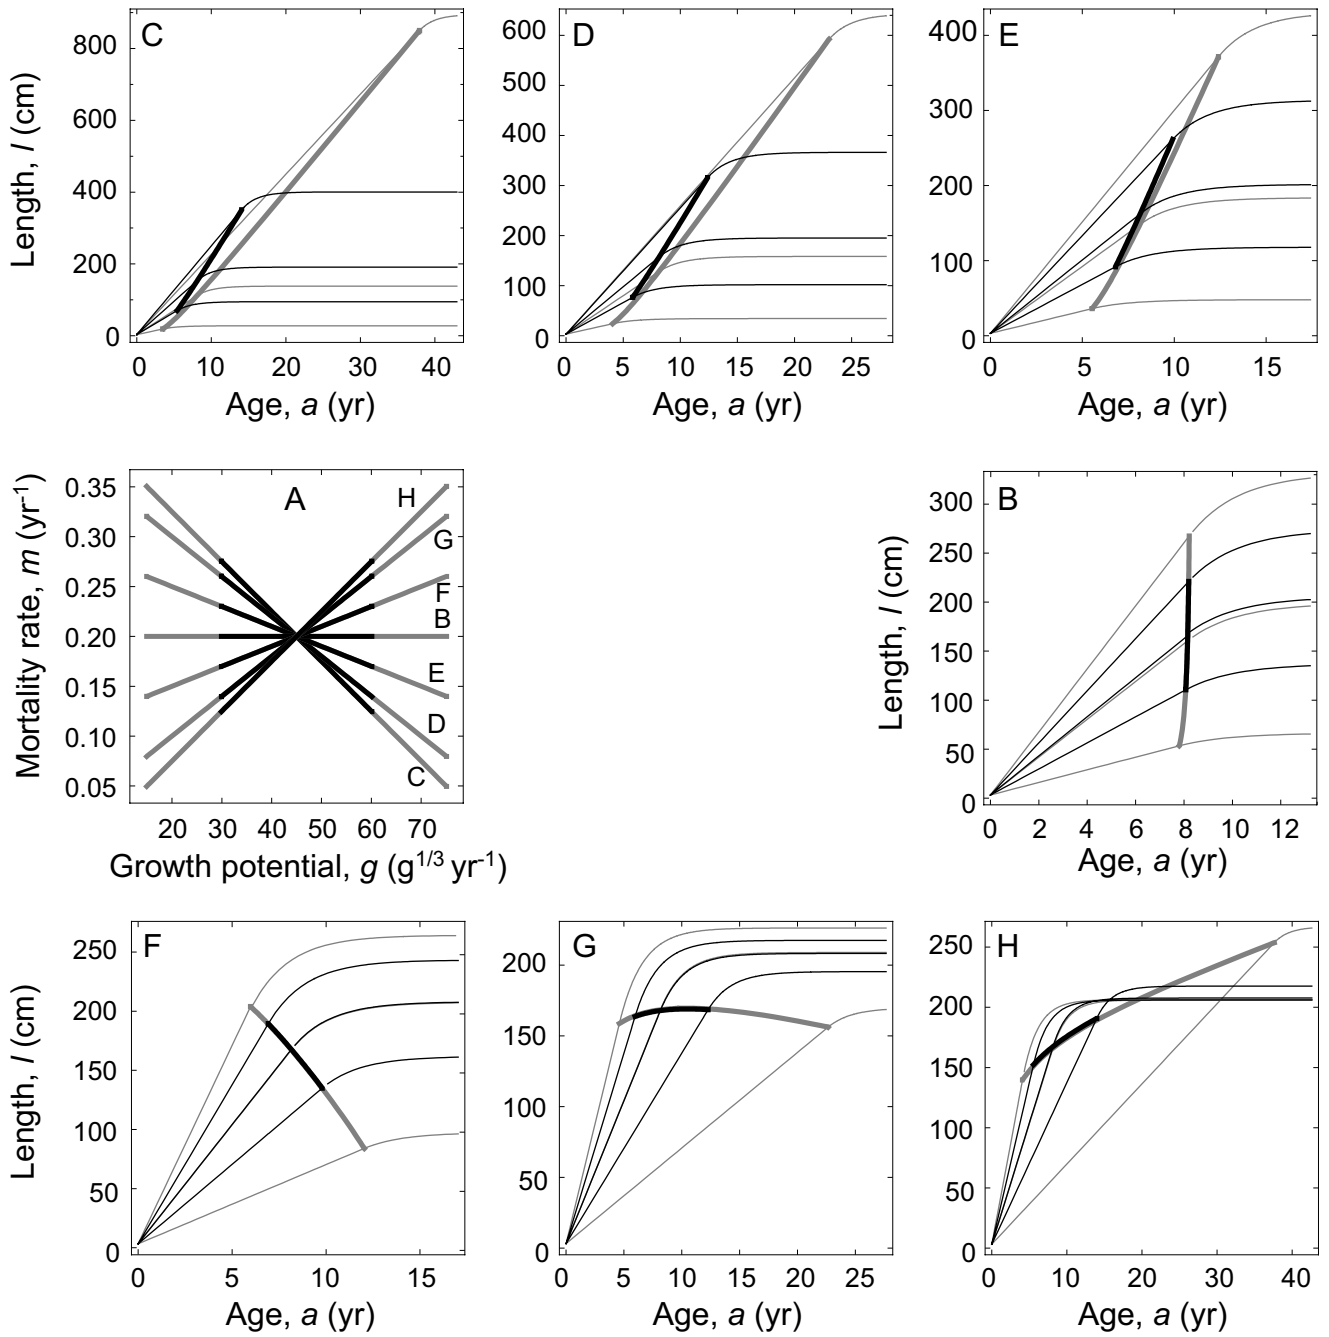 C
800
600
400
200
0
Length, l (cm)
0 10 20 30 40
Age, a (yr)
D
600
500
400
300
200
100
0
0 5 10 15 20 25
Age, a (yr)
E
400
300
200
100
0
5 10 15
Age, a (yr)
A
H
G
F
B
E
D
C
0.35
0.30
0.25
0.20
0.15
0.10
0.05
Mortality rate, m (yr-1)
20 30 40 50 60 70
Growth potential, g (g1/3 yr-1)
B
300
250
200
150
100
50
0
Length, l (cm)
0 2 4 6 8 10 12
Age, a (yr)
F
250
200
150
100
50
0
Length, l (cm)
0 5 10 15
Age, a (yr)
G
200
150
100
50
0
0 5 10 15 20 25
Age, a (yr)
H
250
200
150
100
50
0
0 10 20 30 40
Age, a (yr)